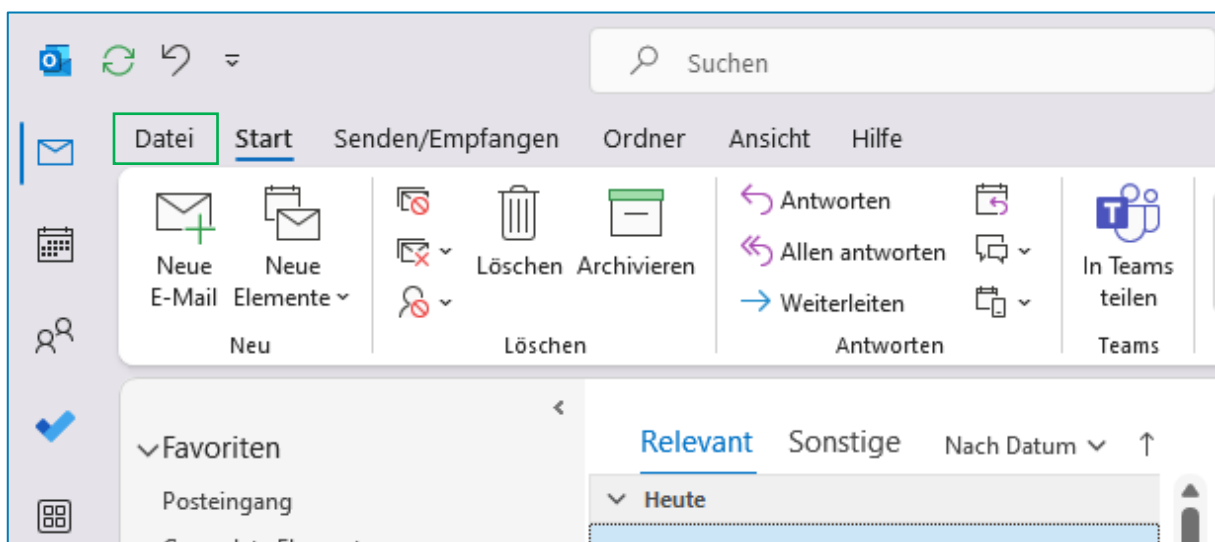 Suchen
Datei Start Senden/Empfangen Ordner Ansicht Hilfe
Neue E-Mail
Neue Elemente
Löschen
Archivieren
Antworten
Allen antworten
Weiterleiten
In Teams teilen
Neu
Löschen
Antworten
Teams
Favoriten
Relevant Sonstige Nach Datum
Posteingang
Heute